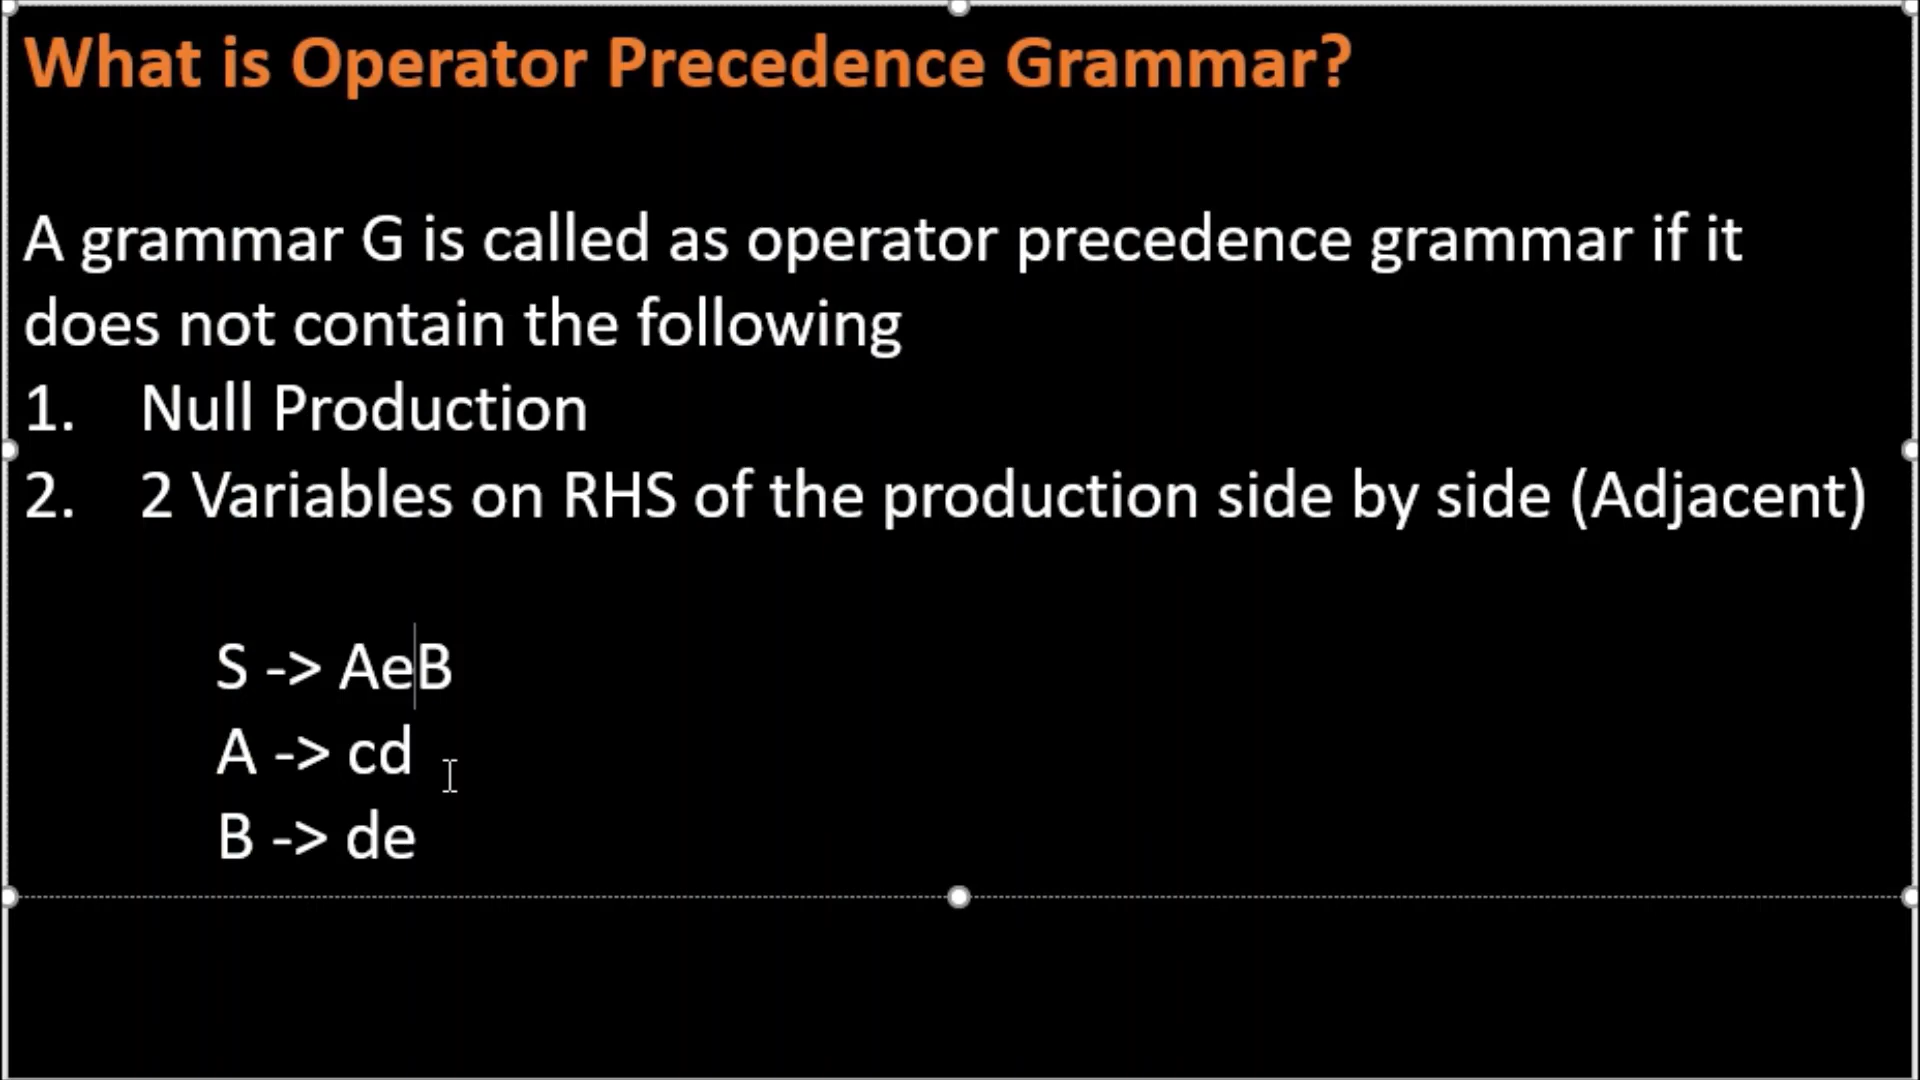 What is Operator Precedence Grammar?
A grammar G is called as operator precedence grammar if it
does not contain the following
1. Null Production
2. 2 Variables on RHS of the production side by side (Adjacent)
S -> AeB
A -> cd
B -> de